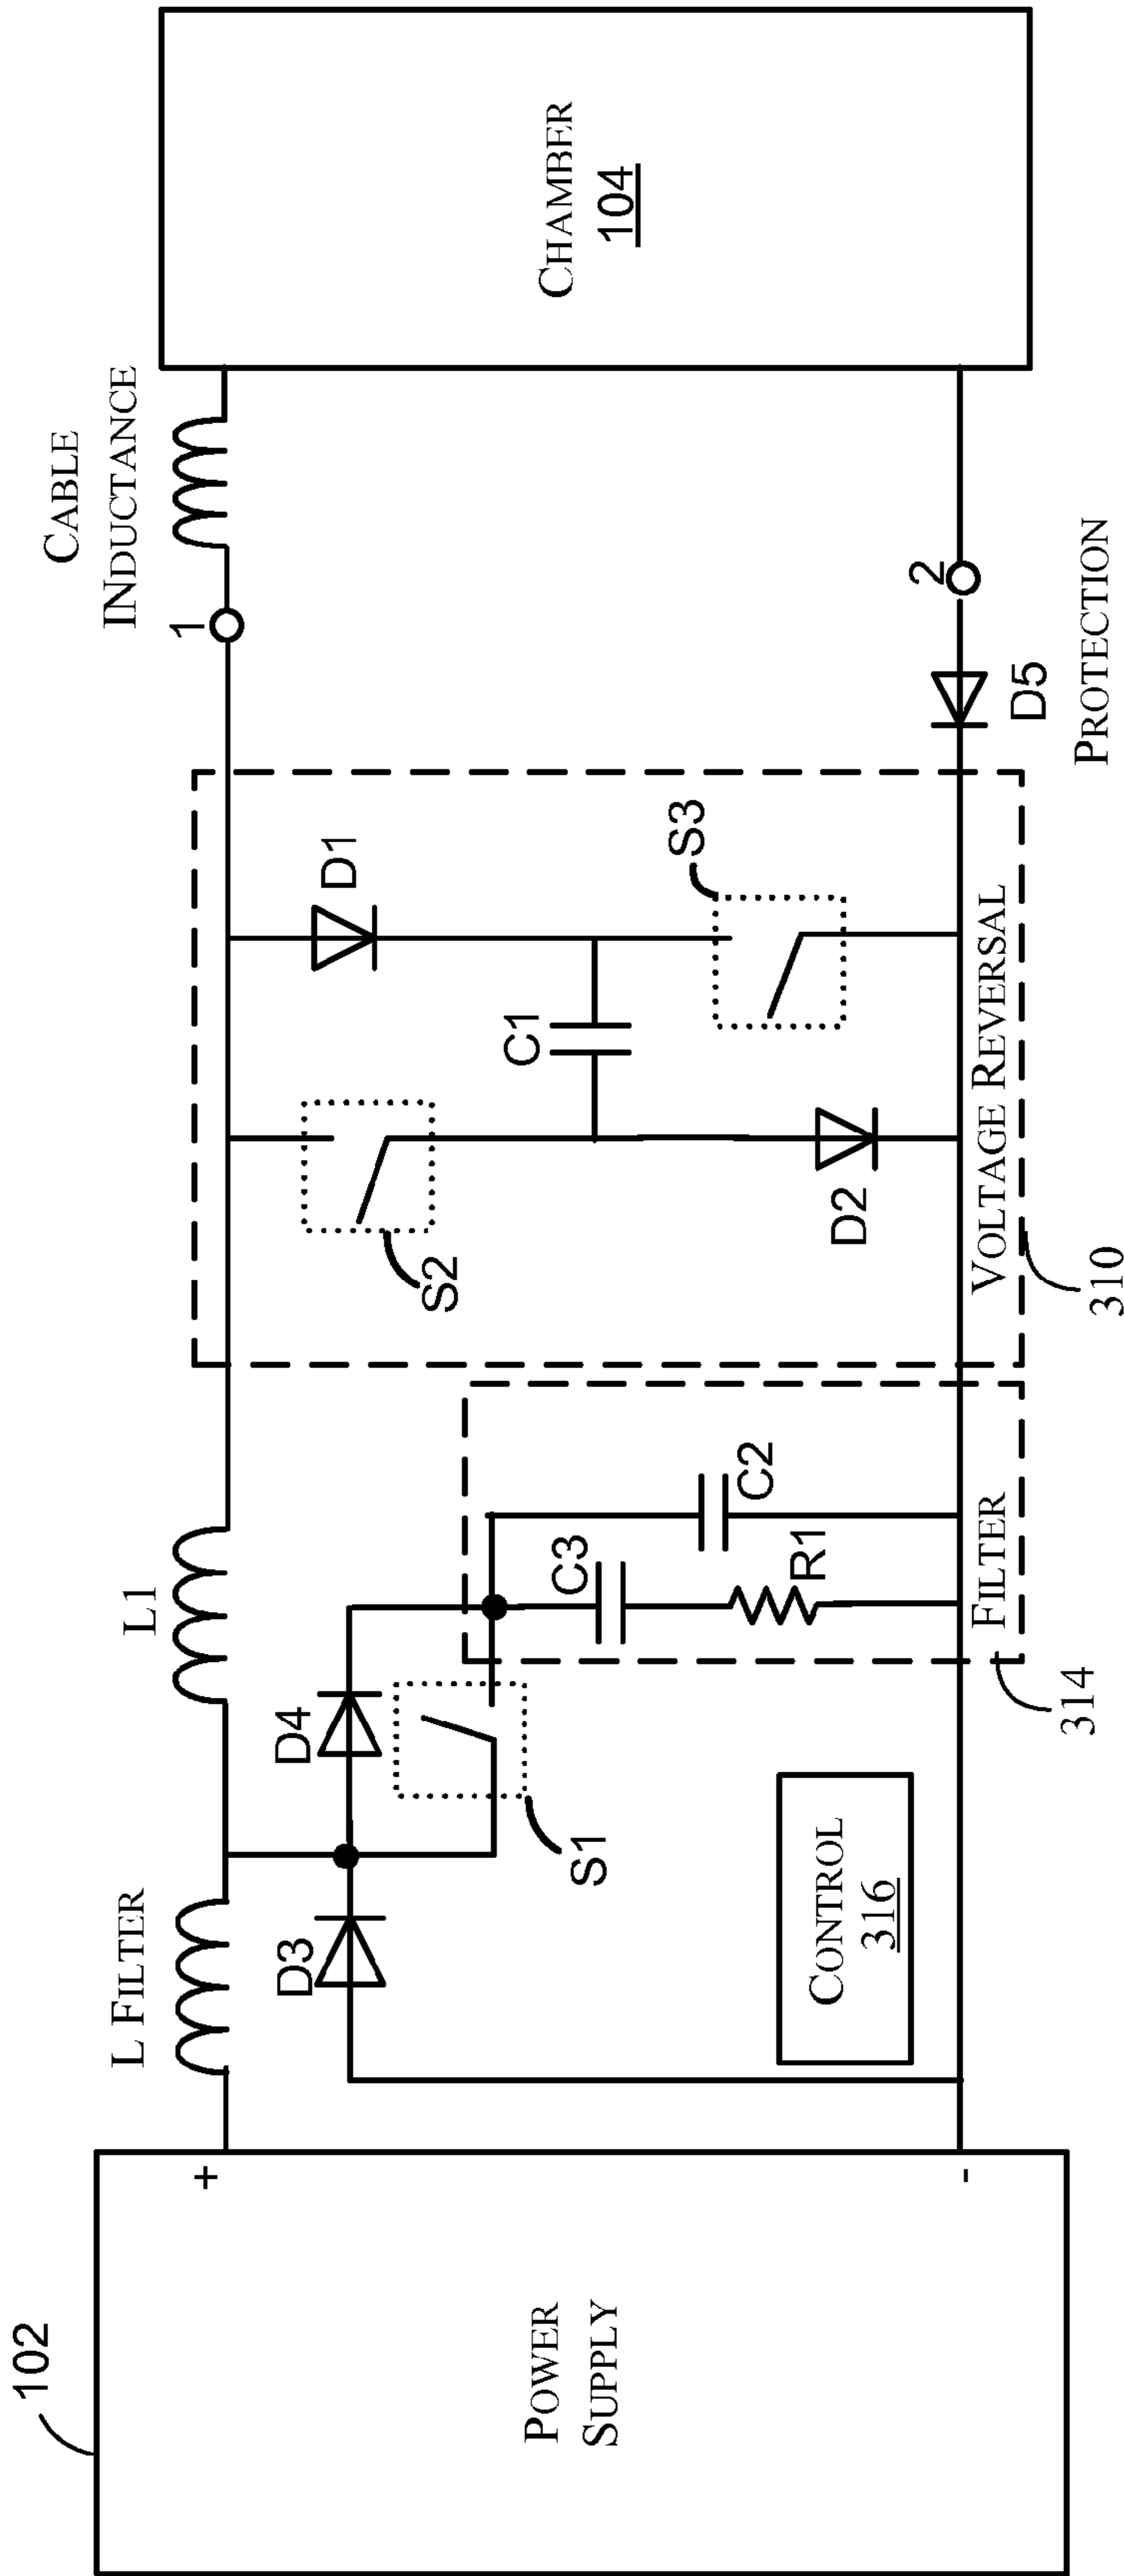 102
POWER
SUPPLY
+
-
L FILTER
D3
D4
S1
CONTROL
316
L1
C3
R1
C2
FILTER
314
S2
C1
D1
D2
S3
VOLTAGE REVERSAL
310
D5
PROTECTION
1
2
CABLE
INDUCTANCE
CHAMBER
104